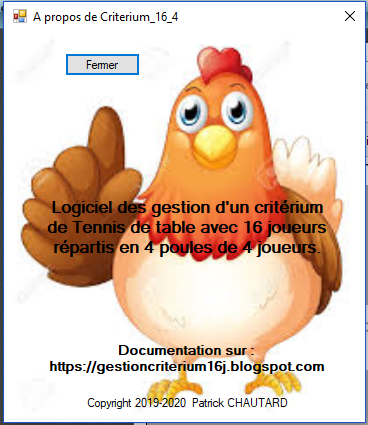 A propos de Criterium_16_4
Fermer
Logiciel des gestion d'un critérium
de Tennis de table avec 16 joueurs
répartis en 4 poules de 4 joueurs.
Documentation sur :
https://gestioncriterium16j.blogspot.com
Copyright 2019-2020 Patrick CHAUTARD